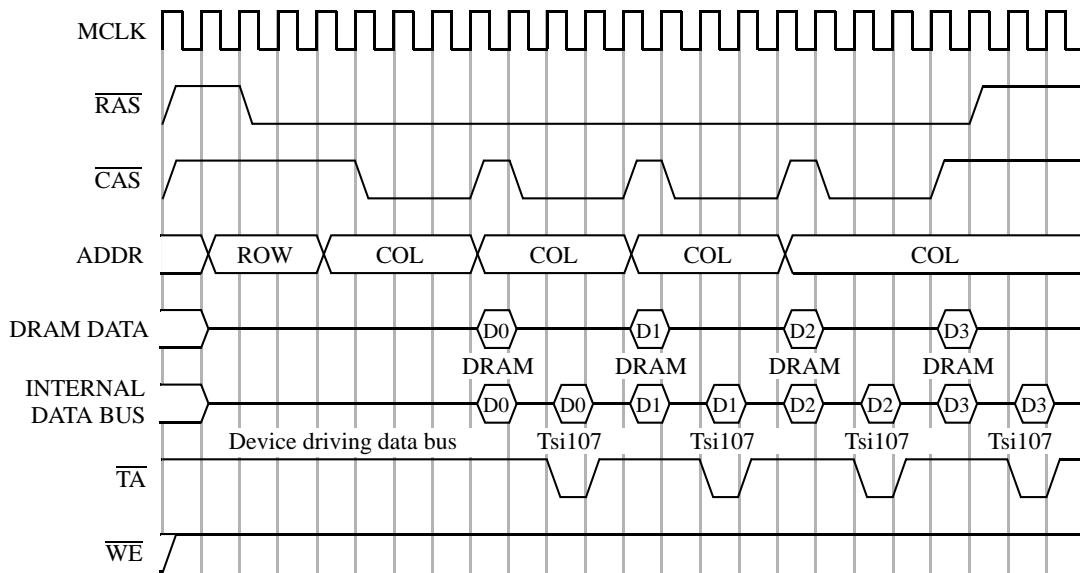 MCLK
RAS
CAS
ADDR ROW COL COL COL COL
DRAM DATA D0 D1 D2 D3
DRAM DRAM DRAM DRAM
INTERNAL
DATA BUS D0 D0 D1 D1 D2 D2 D3 D3
Device driving data bus Tsi107 Tsi107 Tsi107 Tsi107
TA
WE